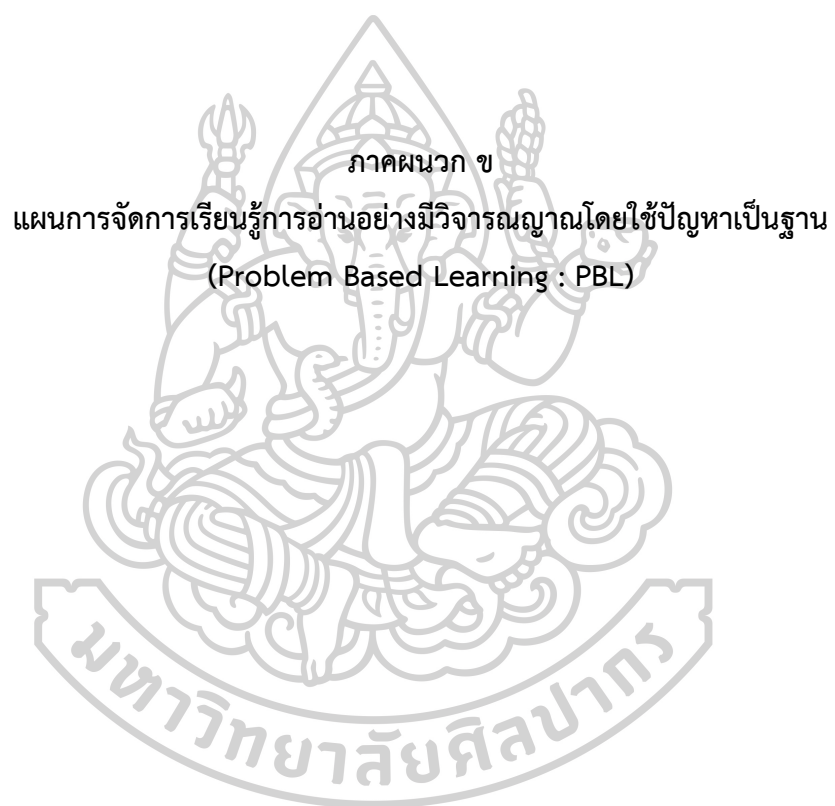 ภาคผนวก ข
แผนการจัดการเรียนรู้การอ่านอย่างมีวิจารณญาณโดยใช้ปัญหาเป็นฐาน
(Problem Based Learning : PBL)
มหาวิทยาลัยศิลปากร